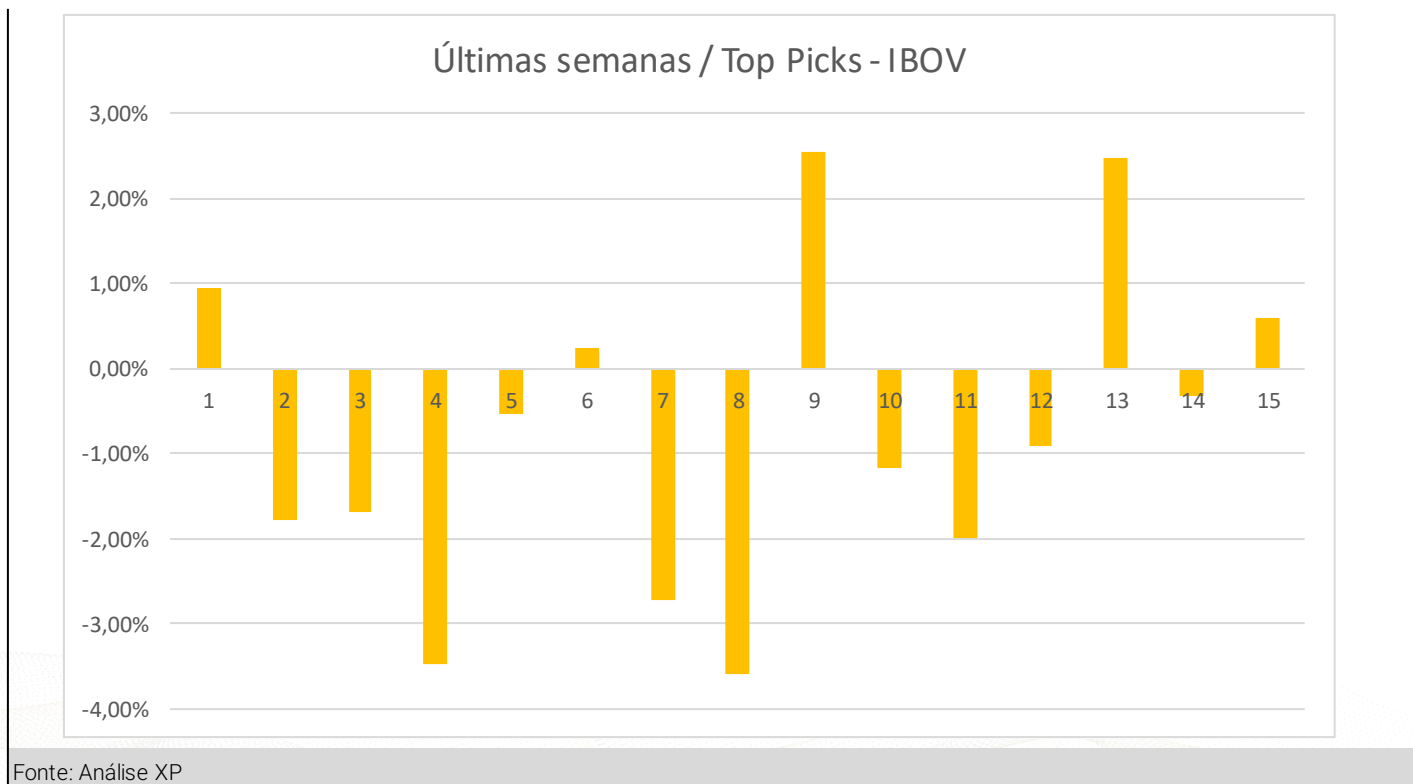 Últimas semanas / Top Picks - IBOV
3,00%
2,00%
1,00%
0,00%
1 2 3 4 5 6 7 8 9 10 11 12 13 14 15
-1,00%
-2,00%
-3,00%
-4,00%
Fonte: Análise XP